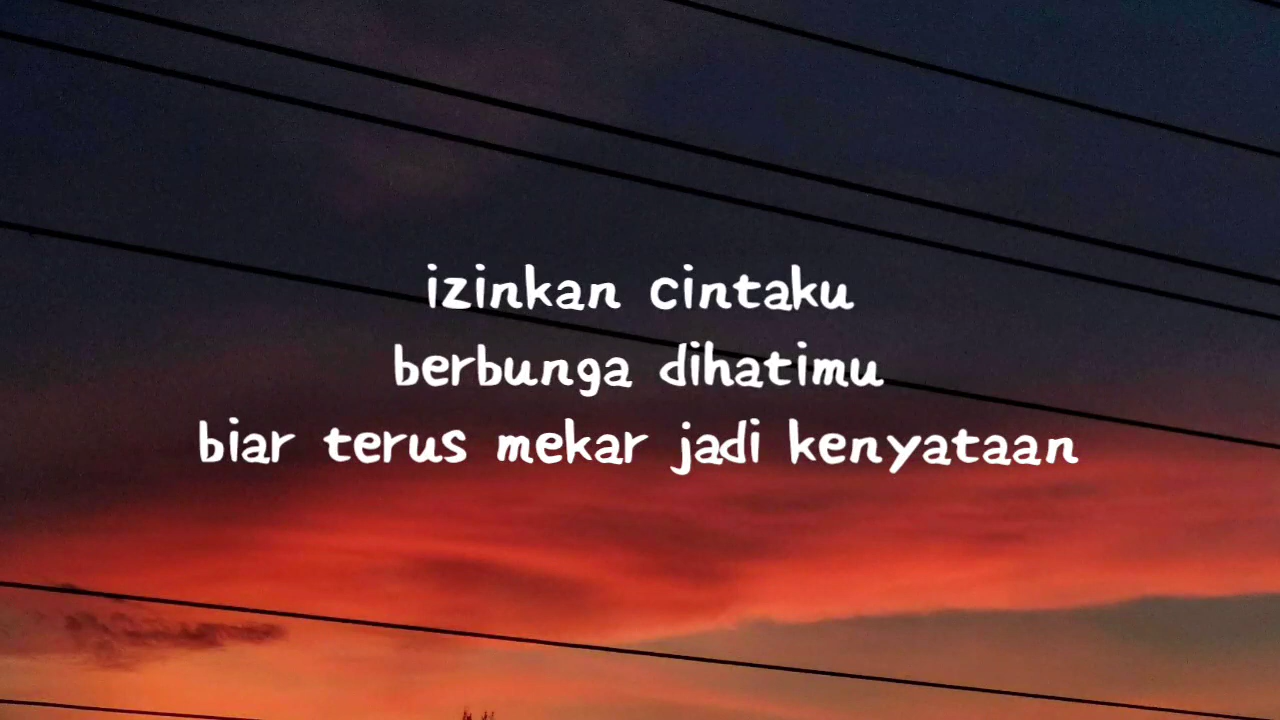 izinkan cintaku
berbunga dihatimu
biar terus mekar jadi kenyataan